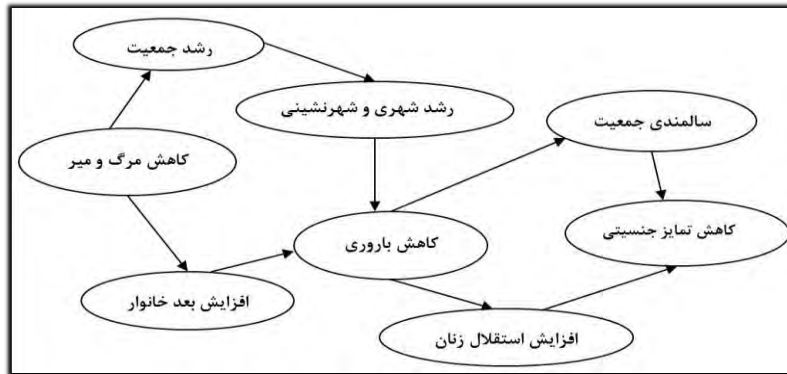 رشد جمعیت
رشد شهری و شهرنشینی
سالمندی جمعیت
کاهش مرگ و میر
کاهش باروری
کاهش تمایز جنسیتی
افزایش بعد خانوار
افزایش استقلال زنان